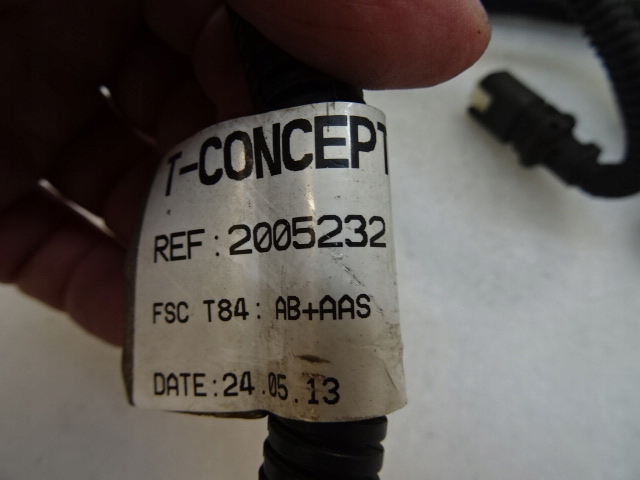 T-CONCEPT
REF: 2005232
FSC T84: AB+AAS
DATE: 24.05.13